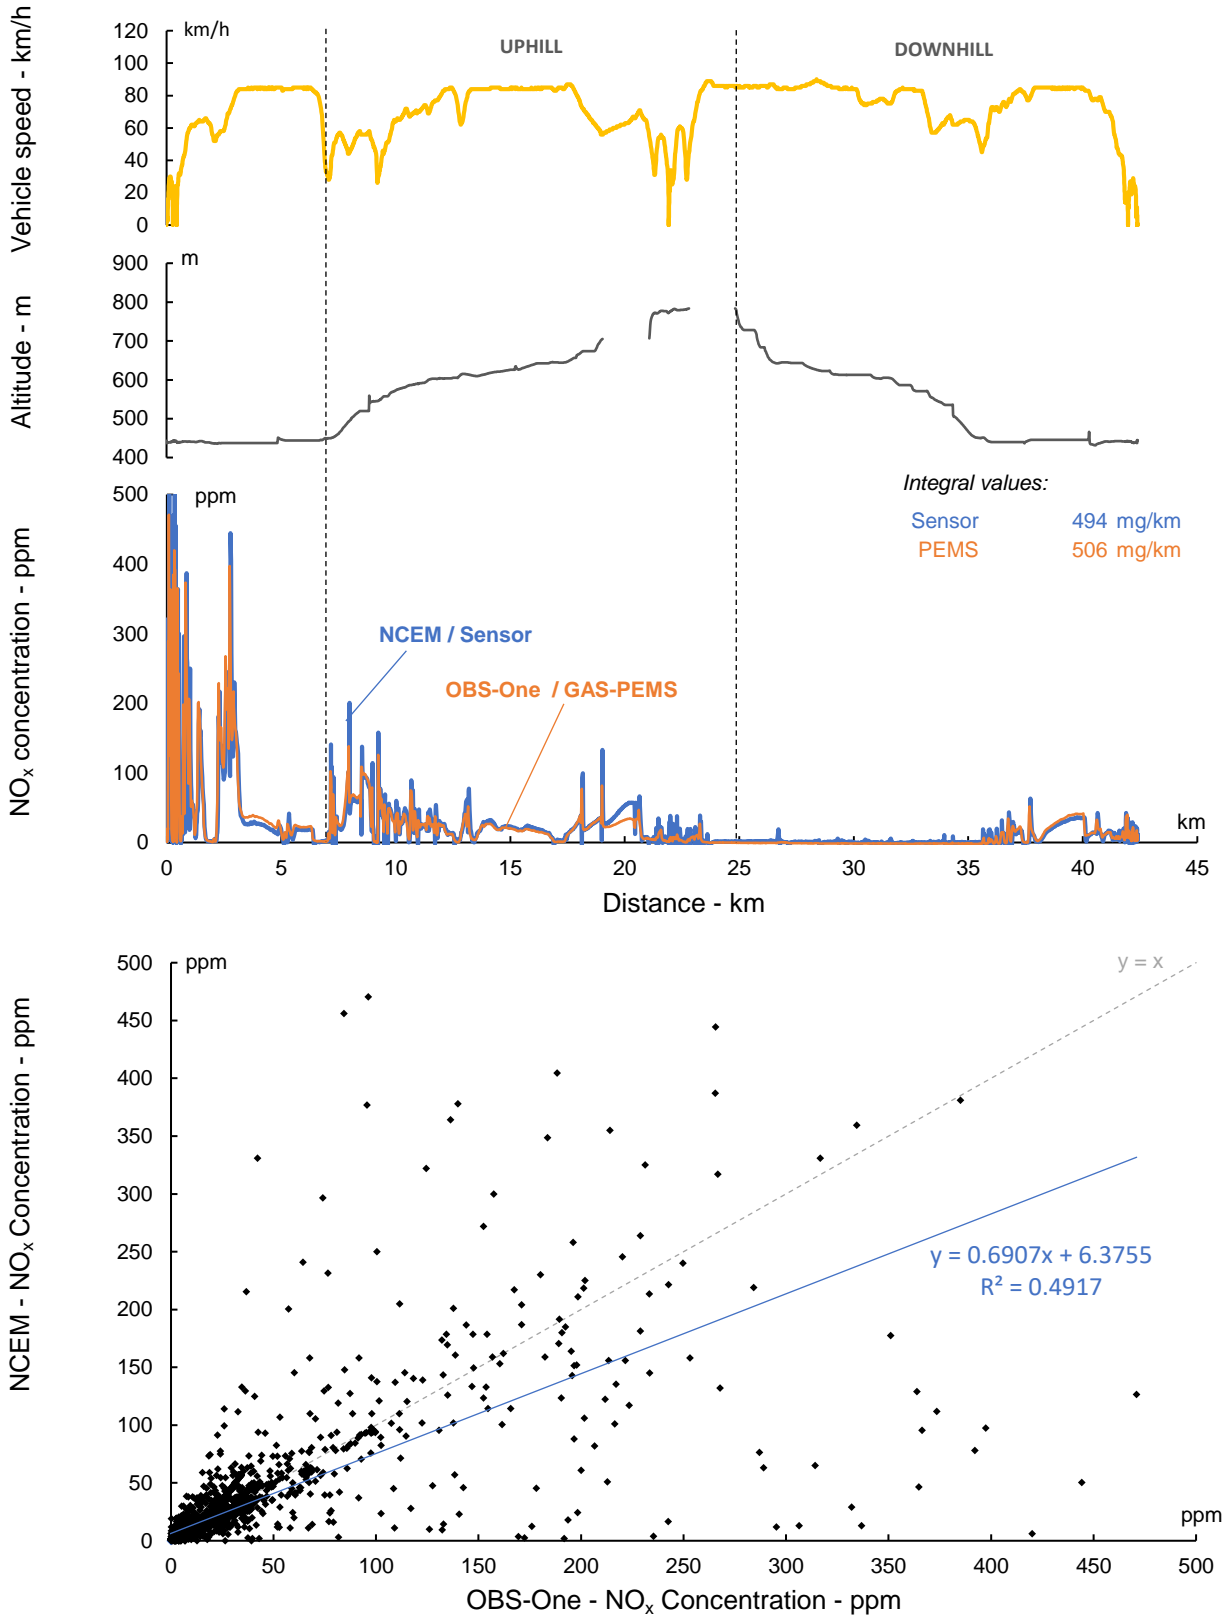 Vehicle speed - km/h
120
100
80
60
40
20
0
km/h
UPHILL
DOWNHILL
Altitude - m
900
800
700
600
500
400
m
NOx concentration - ppm
500
400
300
200
100
0
ppm
Integral values:
Sensor 494 mg/km
PEMS 506 mg/km
NCEM / Sensor
OBS-One / GAS-PEMS
km
0 5 10 15 20 25 30 35 40 45
Distance - km
NCEM - NOx Concentration - ppm
500
450
400
350
300
250
200
150
100
50
0
ppm
y = x
y = 0.6907x + 6.3755
R² = 0.4917
ppm
0 50 100 150 200 250 300 350 400 450 500
OBS-One - NOx Concentration - ppm